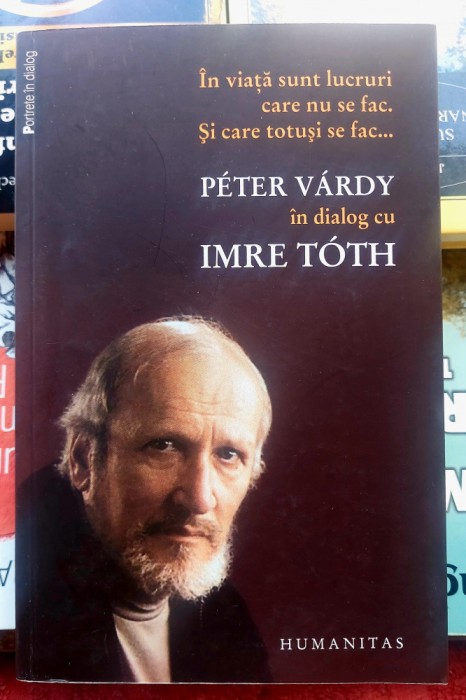 Portrete în dialog
În viață sunt lucruri
care nu se fac.
Și care totuși se fac...
PÉTER VÁRDY
în dialog cu
IMRE TÓTH
HUMANITAS